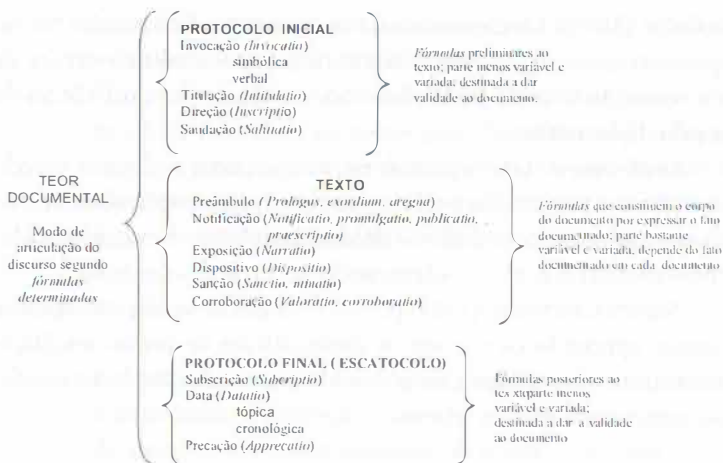 TEOR
DOCUMENTAL
Modo de
articulação do
discurso segundo
fórmulas
determinadas
PROTOCOLO INICIAL
Invocação (Invocatio)
simbólica
verbal
Titulação (Intitulatio)
Direção (Inscriptio)
Saudação (Salutatio)
Fórmulas preliminares ao
texto; parte menos variável e
variada; destinada a dar
validade ao documento
TEXTO
Preâmbulo (Prologus, exordium, arenga)
Notificação (Notificatio, promulgatio, publicatio,
praescriptio)
Exposição (Narratio)
Dispositivo (Dispositio)
Sanção (Sanctio, minatio)
Corroboração (Valoratio, corroboratio)
Fórmulas que constituem o corpo
do documento por expressar o fato
documentado; parte bastante
variável e variada, depende do fato
documentado em cada documento
PROTOCOLO FINAL (ESCATOCOLO)
Subscrição (Subcriptio)
Data (Datatio)
tópica
cronológica
Precação (Apprecatio)
Fórmulas posteriores ao
tex xtcparte menos
variável e variada;
destinada a dar a validade
ao documento